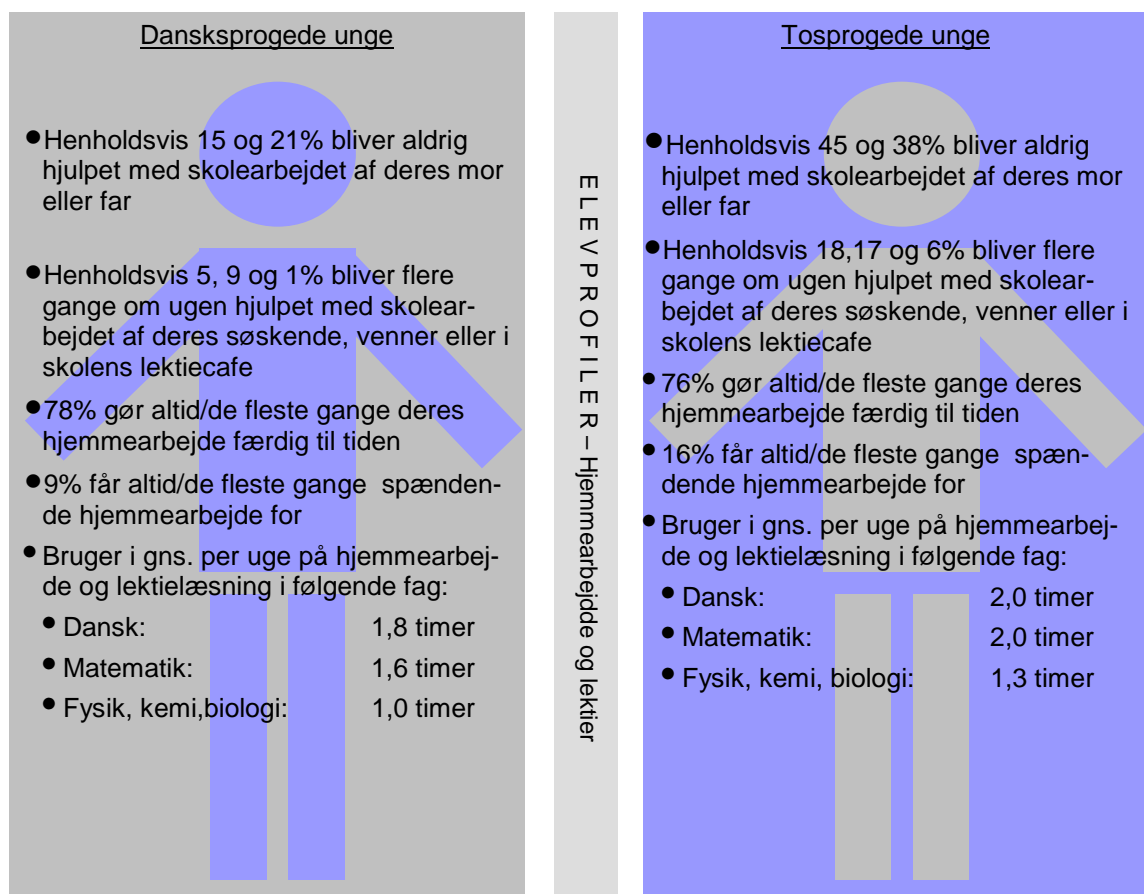 Dansksprogede unge
●Henholdsvis 15 og 21% bliver aldrig
hjulpet med skolearbejdet af deres mor
eller far
●Henholdsvis 5, 9 og 1% bliver flere
gange om ugen hjulpet med skolear-
bejdet af deres søskende, venner eller i
skolens lektiecafe
●78% gør altid/de fleste gange deres
hjemmearbejde færdig til tiden
●9% får altid/de fleste gange spænden-
de hjemmearbejde for
● Bruger i gns. per uge på hjemmearbej-
de og lektielæsning i følgende fag:
● Dansk: 1,8 timer
● Matematik: 1,6 timer
● Fysik, kemi,biologi: 1,0 timer
ELEVPROFILER – Hjemmearbejdde og lektier
Tosprogede unge
●Henholdsvis 45 og 38% bliver aldrig
hjulpet med skolearbejdet af deres mor
eller far
●Henholdsvis 18,17 og 6% bliver flere
gange om ugen hjulpet med skolear-
bejdet af deres søskende, venner eller i
skolens lektiecafe
● 76% gør altid/de fleste gange deres
hjemmearbejde færdig til tiden
● 16% får altid/de fleste gange spæn-
dende hjemmearbejde for
● Bruger i gns. per uge på hjemmearbej-
de og lektielæsning i følgende fag:
● Dansk: 2,0 timer
● Matematik: 2,0 timer
● Fysik, kemi, biologi: 1,3 timer